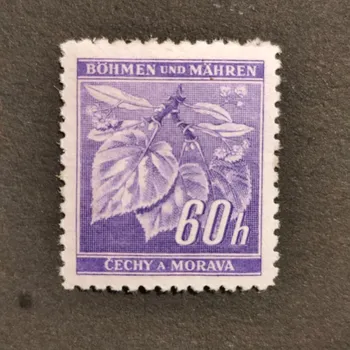 BÖHMEN UND MÄHREN
60h
ČECHY A MORAVA